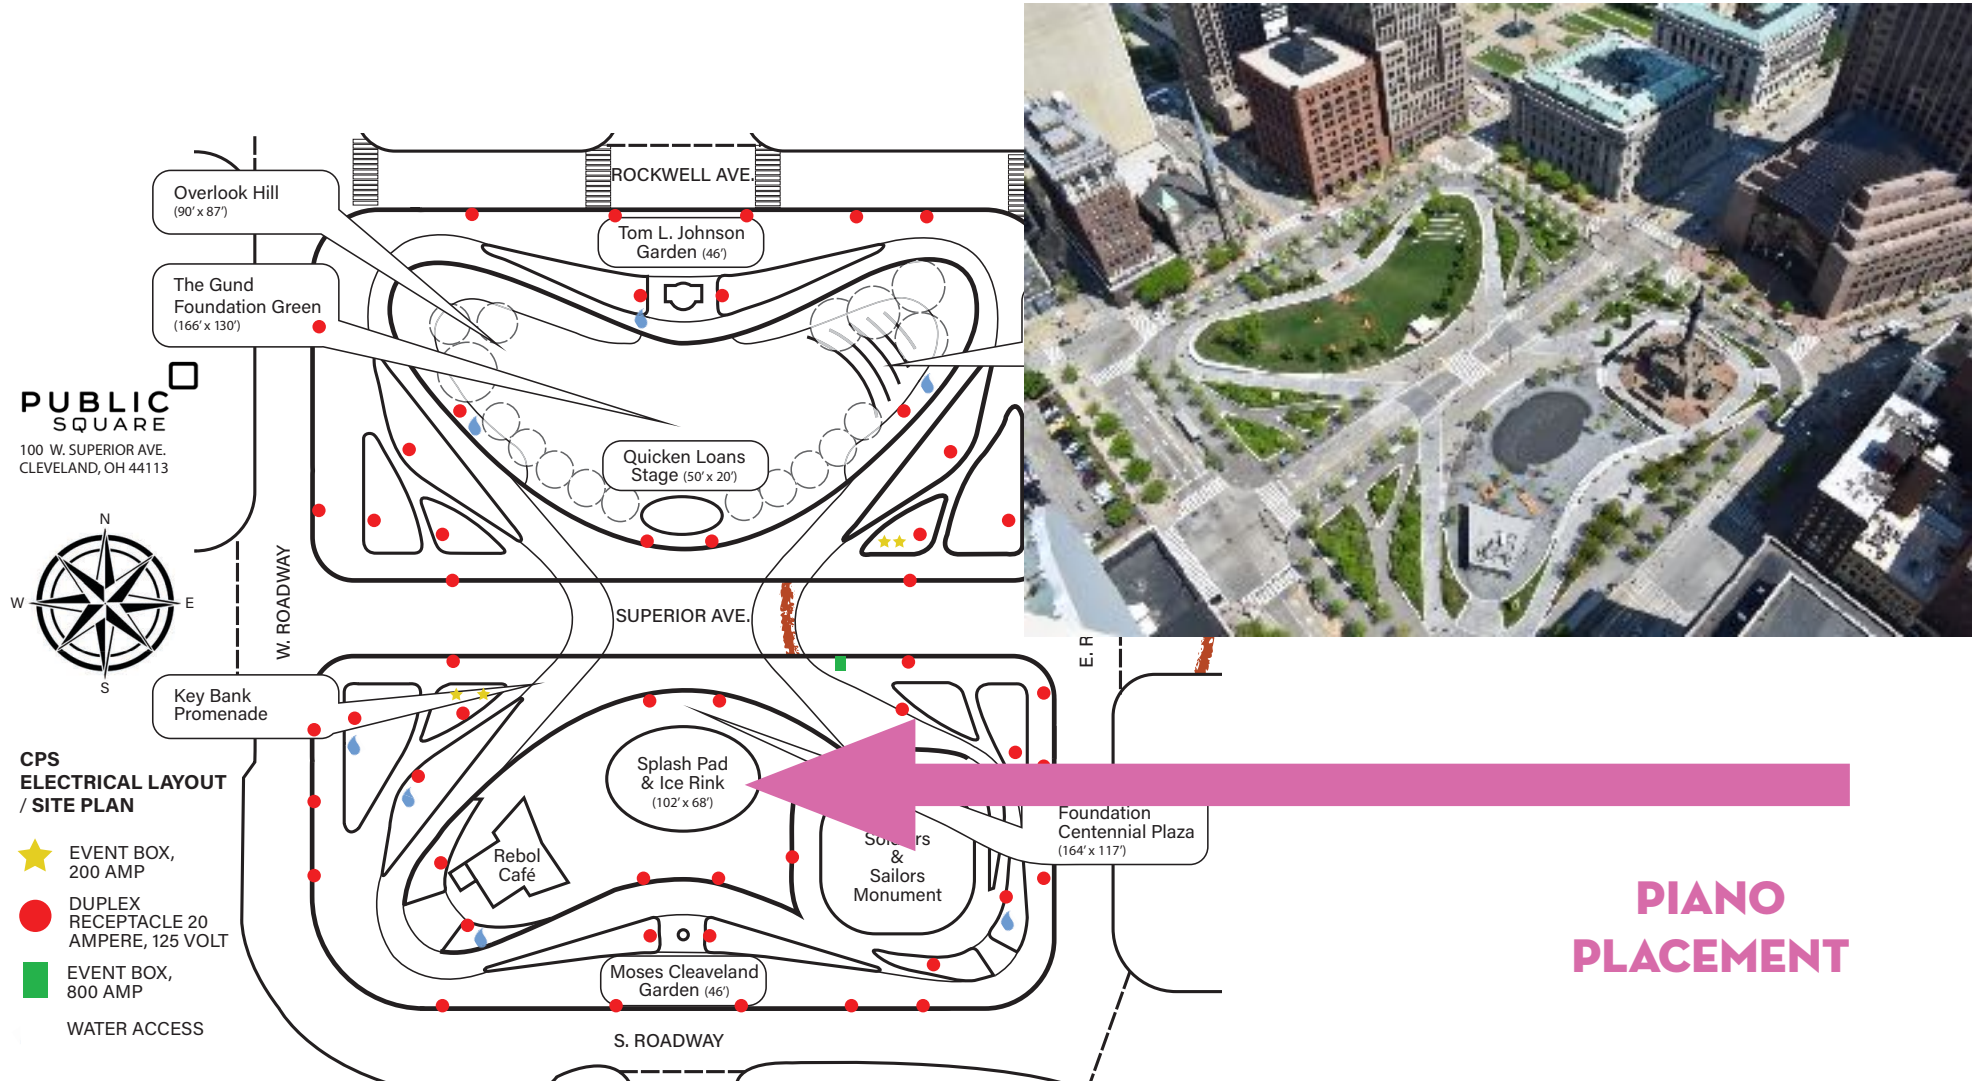 ROCKWELL AVE.
Overlook Hill
(90' x 87')
Tom L. Johnson
Garden (46')
The Gund
Foundation Green
(166' x 130')
PUBLIC
SQUARE
100 W. SUPERIOR AVE.
CLEVELAND, OH 44113
Quicken Loans
Stage (50' x 20')
N
W
E
S
W. ROADWAY
SUPERIOR AVE.
E. R
Key Bank
Promenade
CPS
ELECTRICAL LAYOUT
/ SITE PLAN
EVENT BOX,
200 AMP
DUPLEX
RECEPTACLE 20
AMPERE, 125 VOLT
EVENT BOX,
800 AMP
WATER ACCESS
Splash Pad
& Ice Rink
(102' x 68')
Rebol
Café
&
Sailors
Monument
Foundation
Centennial Plaza
(164' x 117')
Moses Cleaveland
Garden (46')
S. ROADWAY
PIANO
PLACEMENT